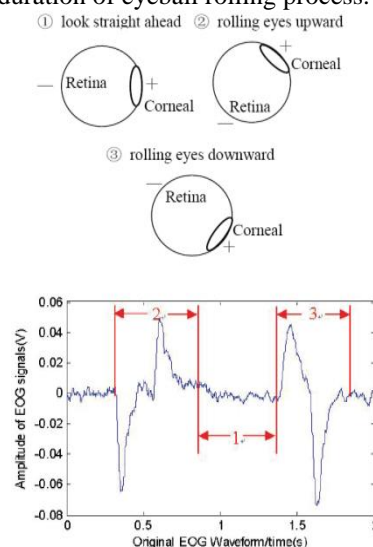 duration of eyeball rolling process.
① look straight ahead ② rolling eyes upward
Retina
Corneal
+
−
Retina
Corneal
+
−
③ rolling eyes downward
−
Retina
Corneal
+
0.06
0.04
0.02
0
-0.02
-0.04
-0.06
-0.08
Amplitude of EOG signals(V)
2
3
1
0 0.5 1 1.5 2
Original EOG Waveform/time(s)